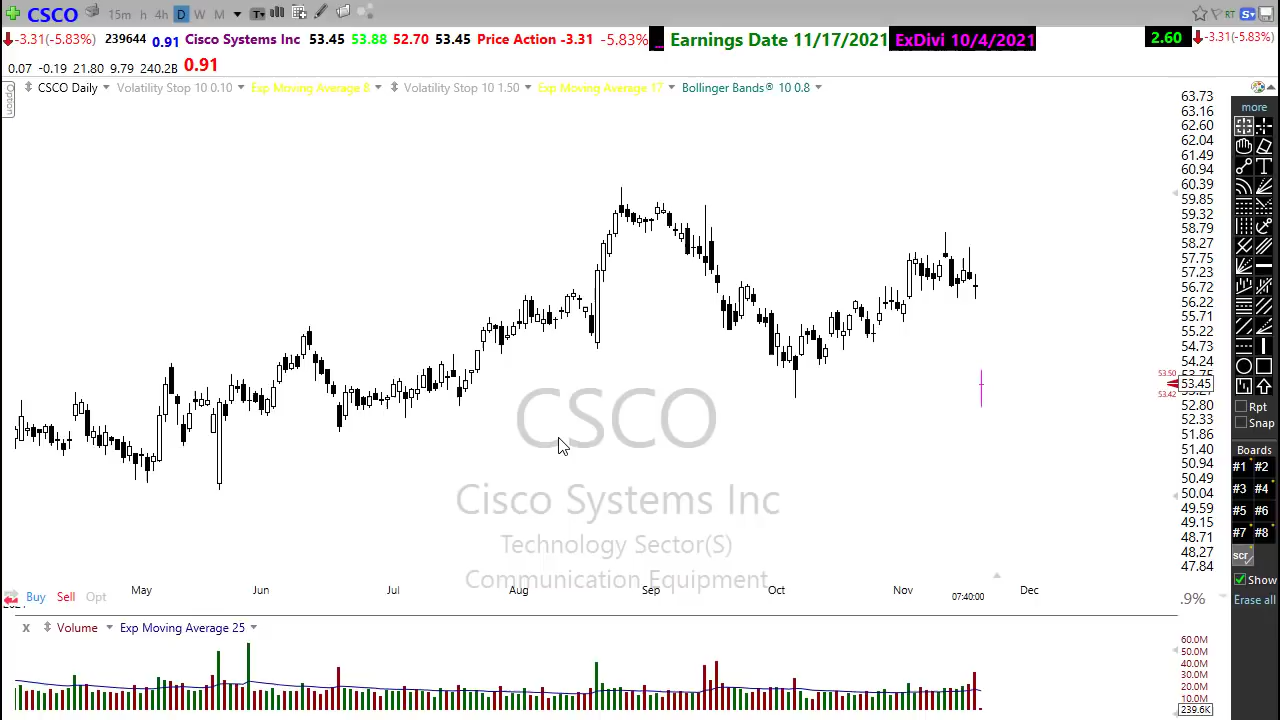 CSCO 15m h 4h D W M T RT S
-3.31(-5.83%) 239644 0.91 Cisco Systems Inc 53.45 53.88 52.70 53.45 Price Action -3.31 -5.83% Earnings Date 11/17/2021 ExDivi 10/4/2021 2.60 -3.31(-5.83%)
0.07 -0.19 21.80 9.79 240.2B 0.91
Option
CSCO Daily Volatility Stop 10 0.10 Exp Moving Average 8 Volatility Stop 10 1.50 Exp Moving Average 17 Bollinger Bands® 10 0.8
63.73
63.16
62.60
62.04
61.49
60.94
60.39
59.85
59.32
58.79
58.27
57.75
57.23
56.72
56.22
55.71
55.22
54.73
54.24
53.50
53.45
53.42
52.80
52.33
51.86
51.40
50.94
50.49
50.04
49.59
49.15
48.71
48.27
47.84
.9%
more
Rpt
Snap
Boards
#1 #2
#3 #4
#5 #6
#7 #8
scr
Show
Erase all
CSCO
Cisco Systems Inc
Technology Sector(S)
Communication Equipment
May Jun Jul Aug Sep Oct Nov 07:40:00 Dec
Buy Sell Opt
X Volume Exp Moving Average 25
60.0M
50.0M
40.0M
30.0M
20.0M
10.0M
239.6K